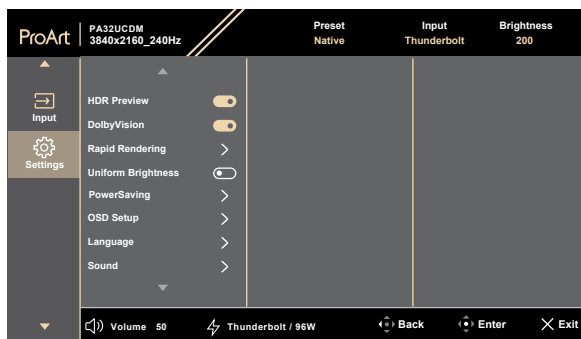 ProArt
PA32UCDM
3840x2160_240Hz
Preset
Native
Input
Thunderbolt
Brightness
200
Input
Settings
HDR Preview
DolbyVision
Rapid Rendering
Uniform Brightness
PowerSaving
OSD Setup
Language
Sound
Volume 50
Thunderbolt / 96W
Back
Enter
Exit